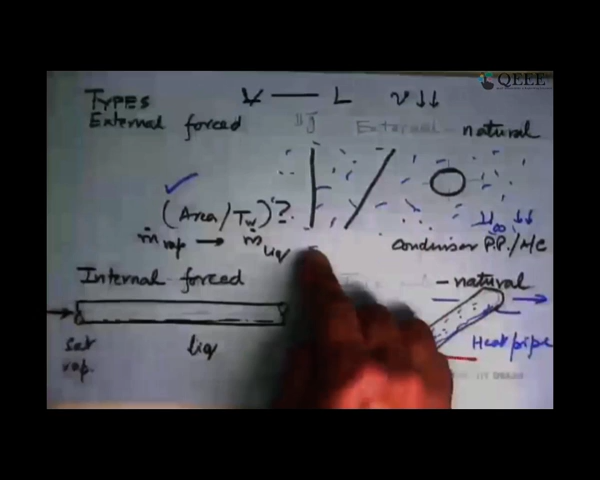 QEEE
TYPES V — L v ↓↓
External forced External natural
(Area/Tw)? 
ṁvap → ṁliq condenser P.P./AC
Internal forced - natural
sat vap. liq Heat pipe